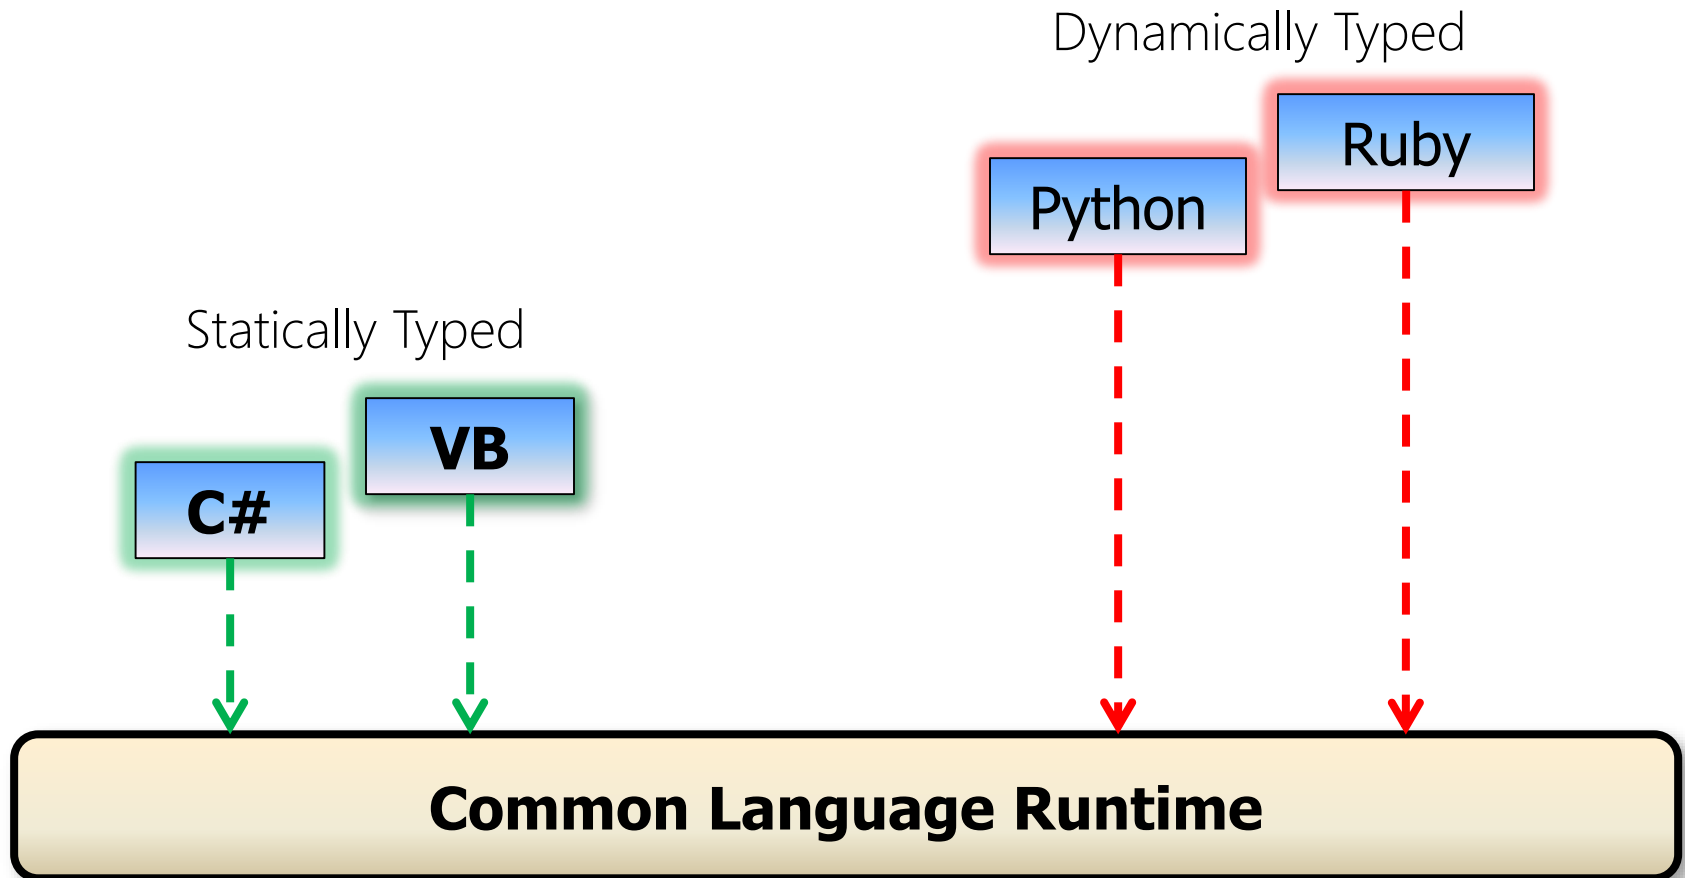 Dynamically Typed
Ruby
Python
Statically Typed
VB
C#
Common Language Runtime